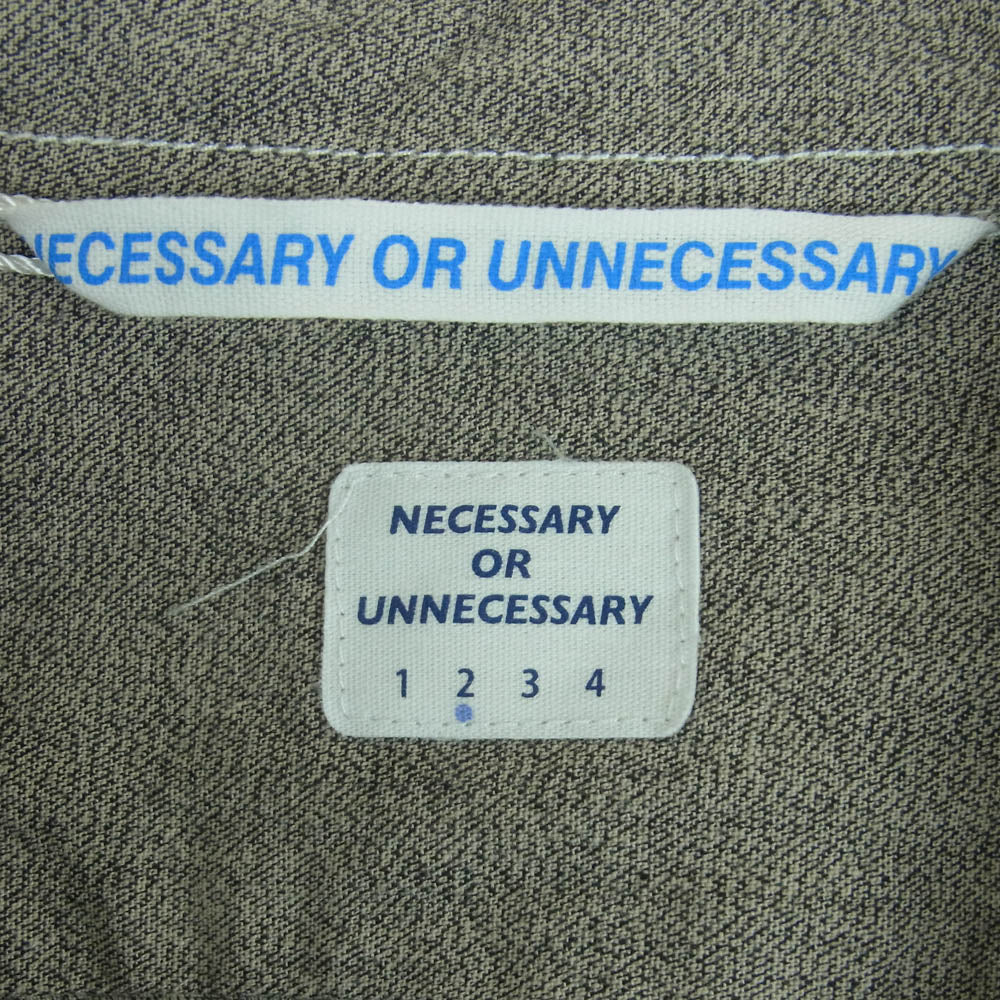 NECESSARY OR UNNECESSARY
NECESSARY
OR
UNNECESSARY
1 2 3 4